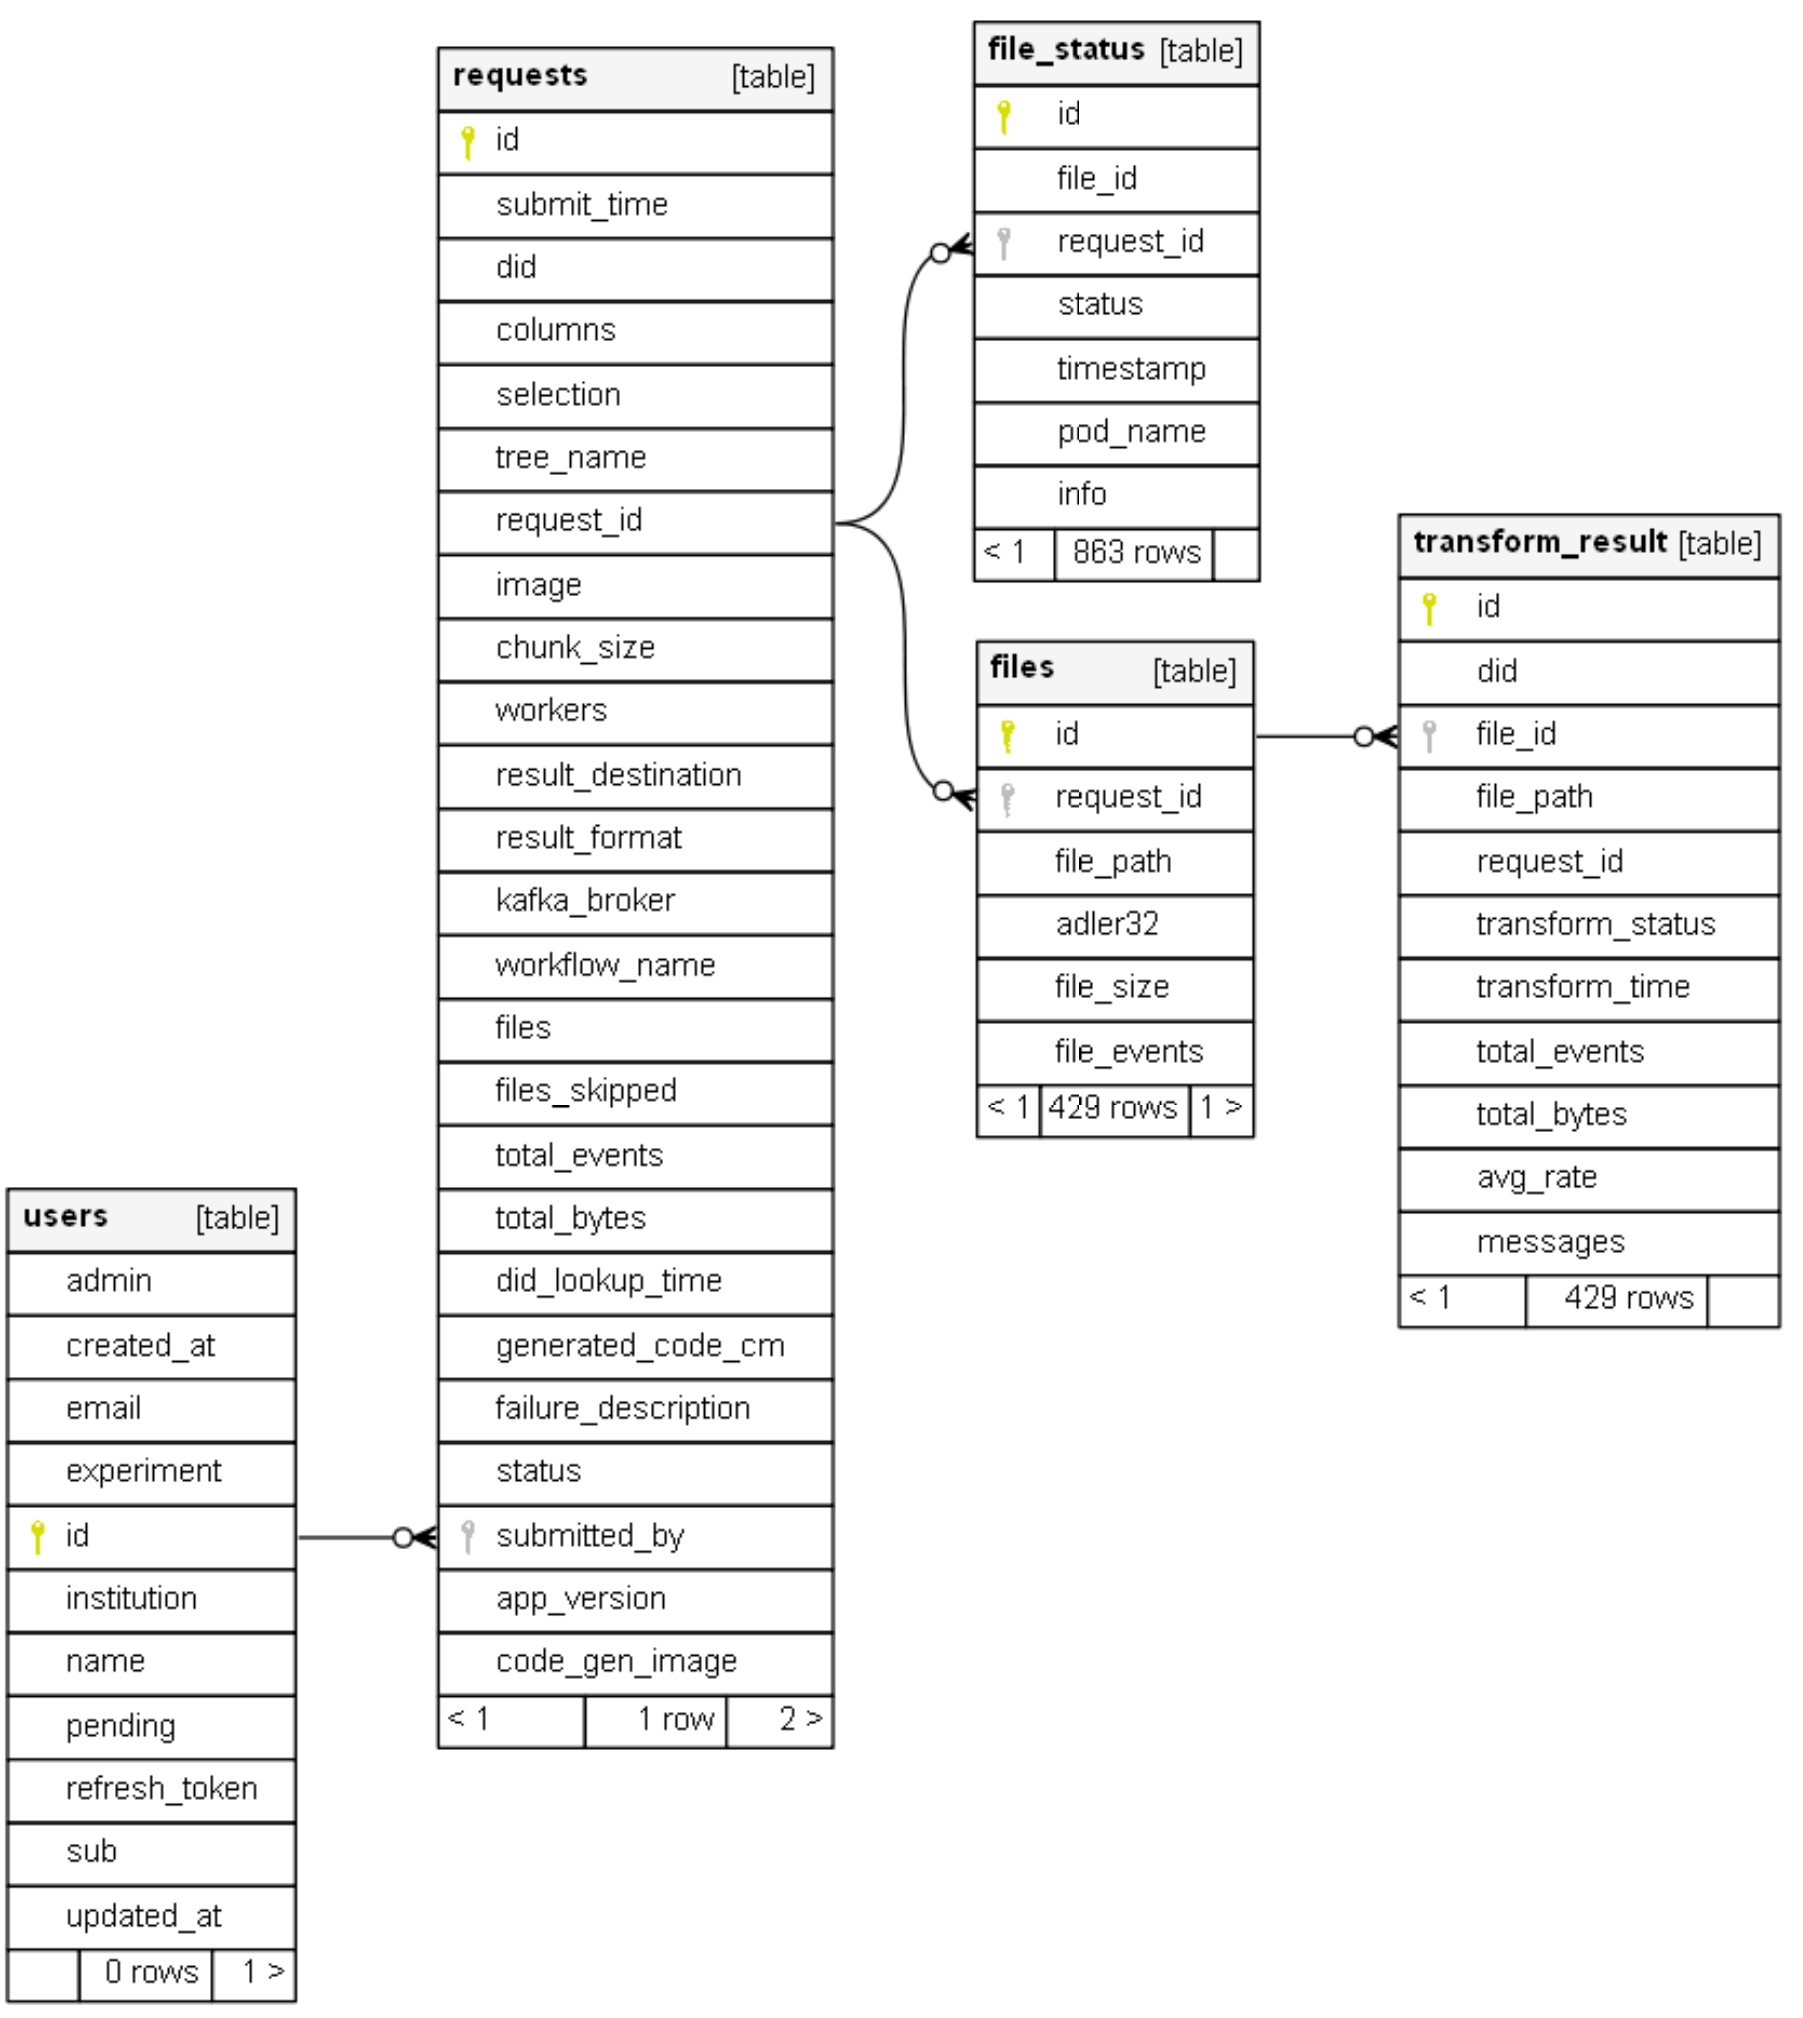 requests [table]
id
submit_time
did
columns
selection
tree_name
request_id
image
chunk_size
workers
result_destination
result_format
kafka_broker
workflow_name
files
files_skipped
total_events
total_bytes
did_lookup_time
generated_code_cm
failure_description
status
submitted_by
app_version
code_gen_image
< 1 1 row 2 >
file_status [table]
id
file_id
request_id
status
timestamp
pod_name
info
< 1 863 rows
files [table]
id
request_id
file_path
adler32
file_size
file_events
< 1 429 rows 1 >
transform_result [table]
id
did
file_id
file_path
request_id
transform_status
transform_time
total_events
total_bytes
avg_rate
messages
< 1 429 rows
users [table]
admin
created_at
email
experiment
id
institution
name
pending
refresh_token
sub
updated_at
0 rows 1 >